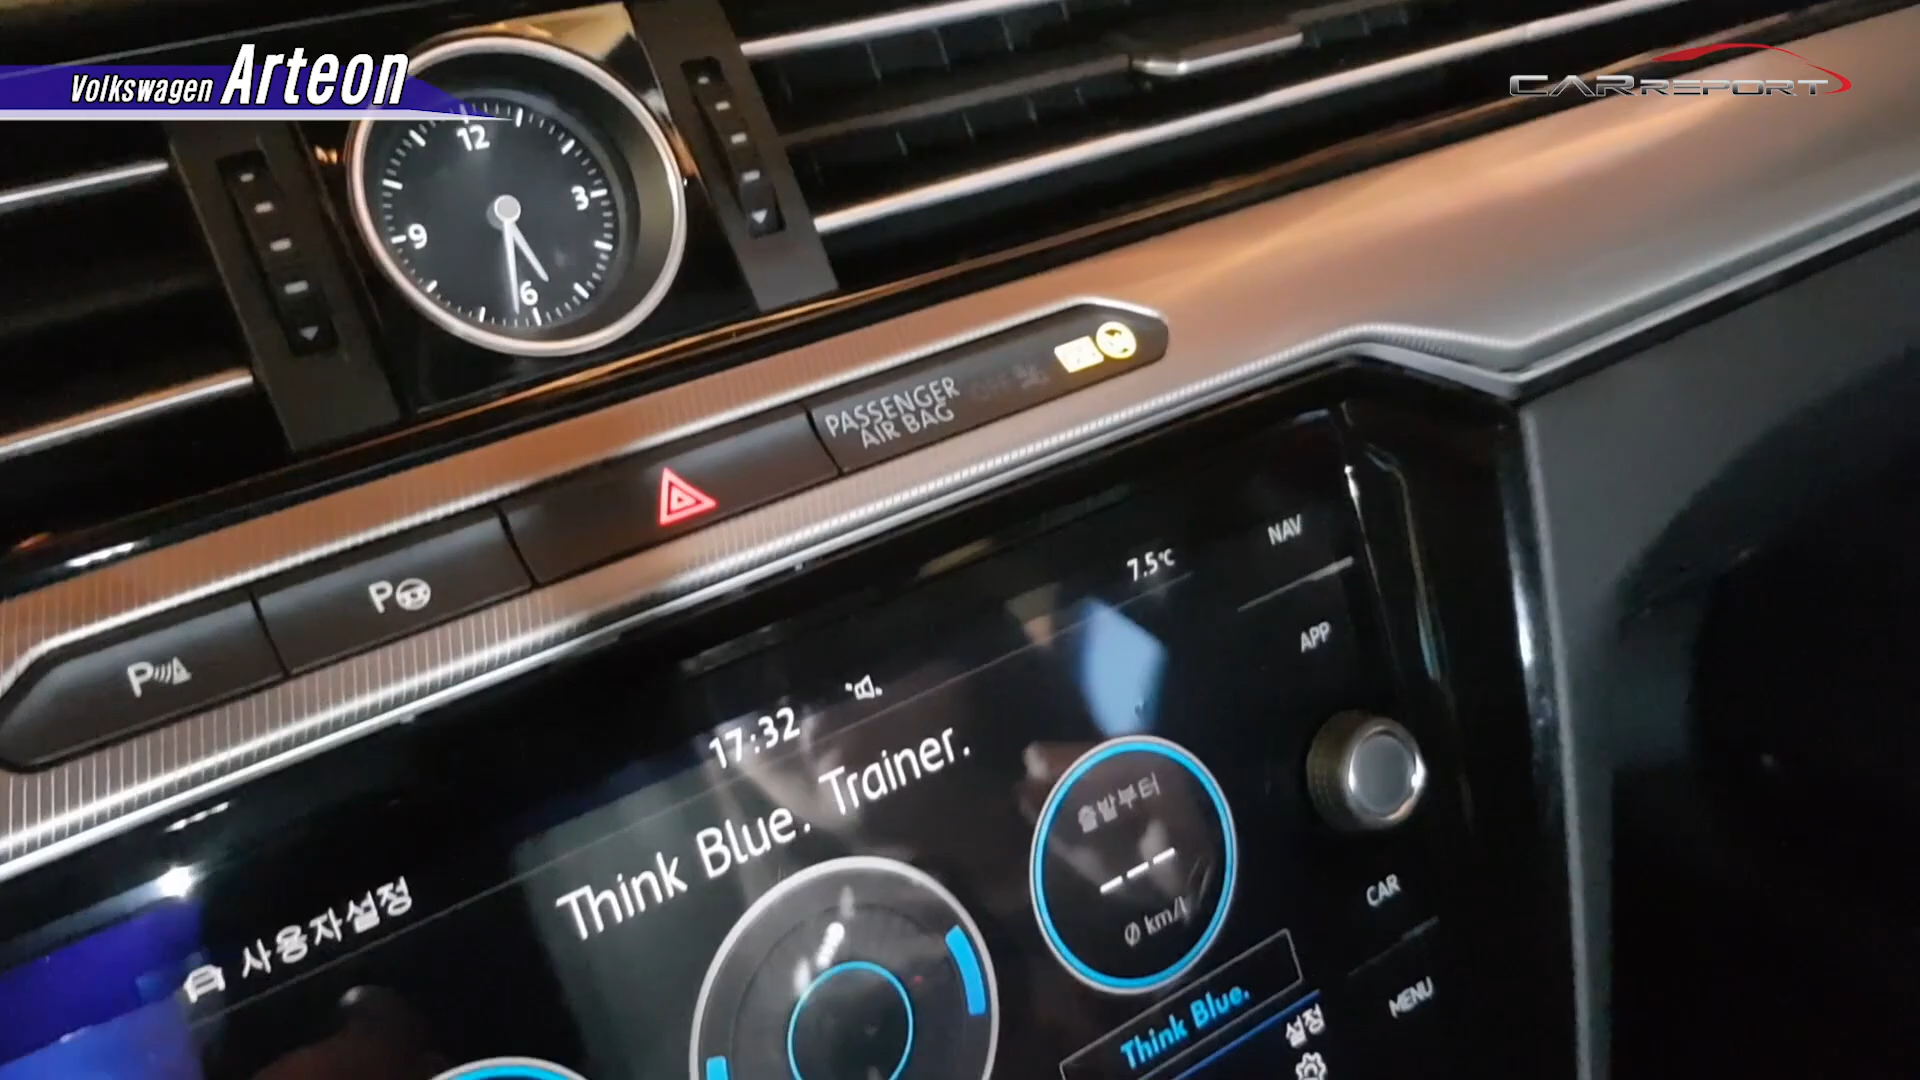 Volkswagen Arteon
CARREPORT
12
3
9
6
PASSENGER
AIR BAG
OFF
P
P
7.5°C
NAV
17:32
APP
Think Blue. Trainer.
출발부터
---
Ø km/l
사용자설정
CAR
Think Blue.
설정
MENU